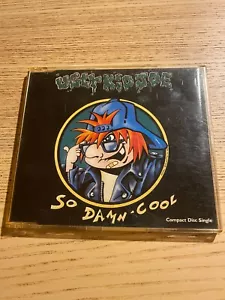 UGLY KID JOE
SO DAMN·COOL
Compact Disc Single